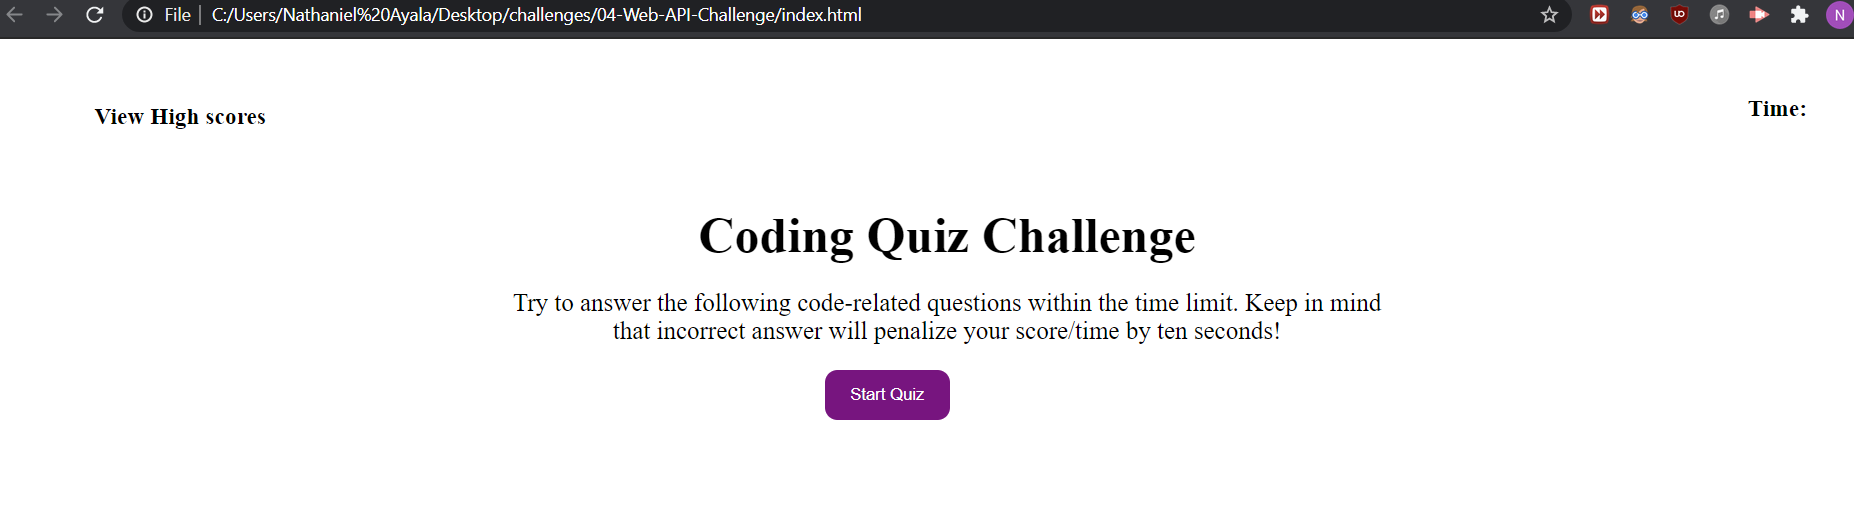 File | C:/Users/Nathaniel%20Ayala/Desktop/challenges/04-Web-API-Challenge/index.html
N
View High scores
Time:
Coding Quiz Challenge
Try to answer the following code-related questions within the time limit. Keep in mind
that incorrect answer will penalize your score/time by ten seconds!
Start Quiz